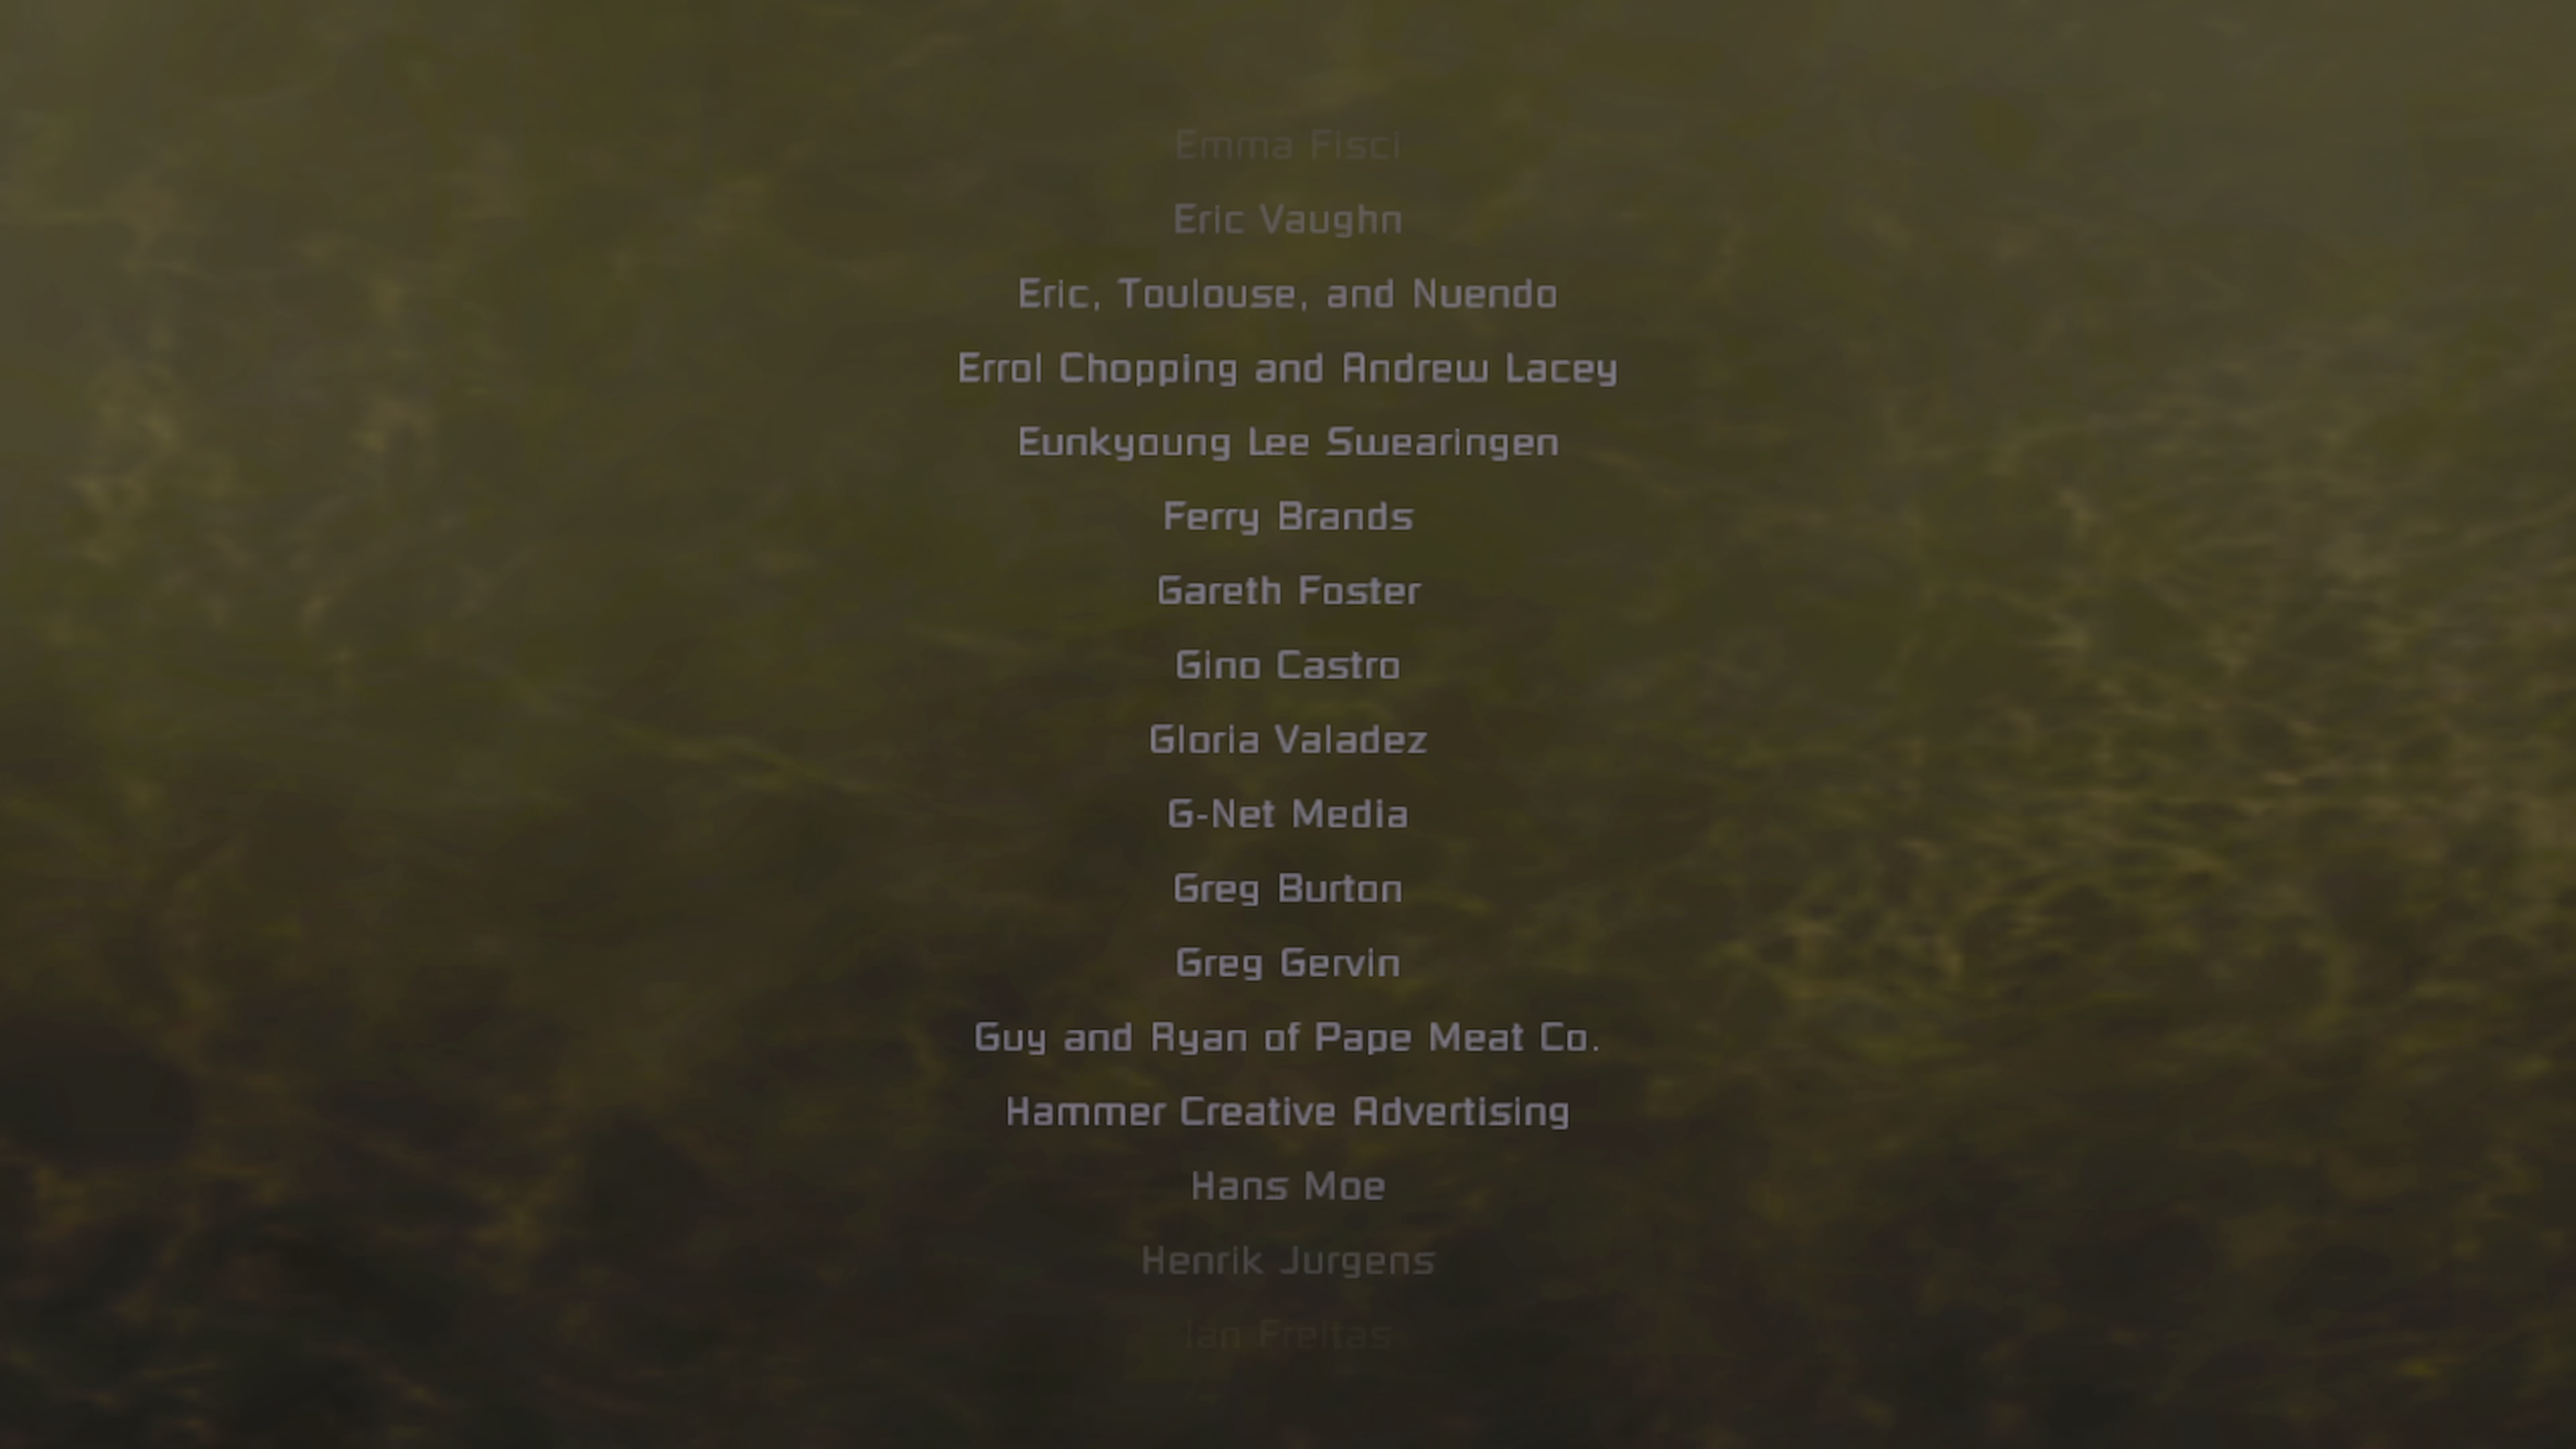 Emma Fisci
Eric Vaughn
Eric, Toulouse, and Nuendo
Errol Chopping and Andrew Lacey
Eunkyoung Lee Swearingen
Ferry Brands
Gareth Foster
Gino Castro
Gloria Valadez
G-Net Media
Greg Burton
Greg Gervin
Guy and Ryan of Pape Meat Co.
Hammer Creative Advertising
Hans Moe
Henrik Jurgens
Ian Freitas